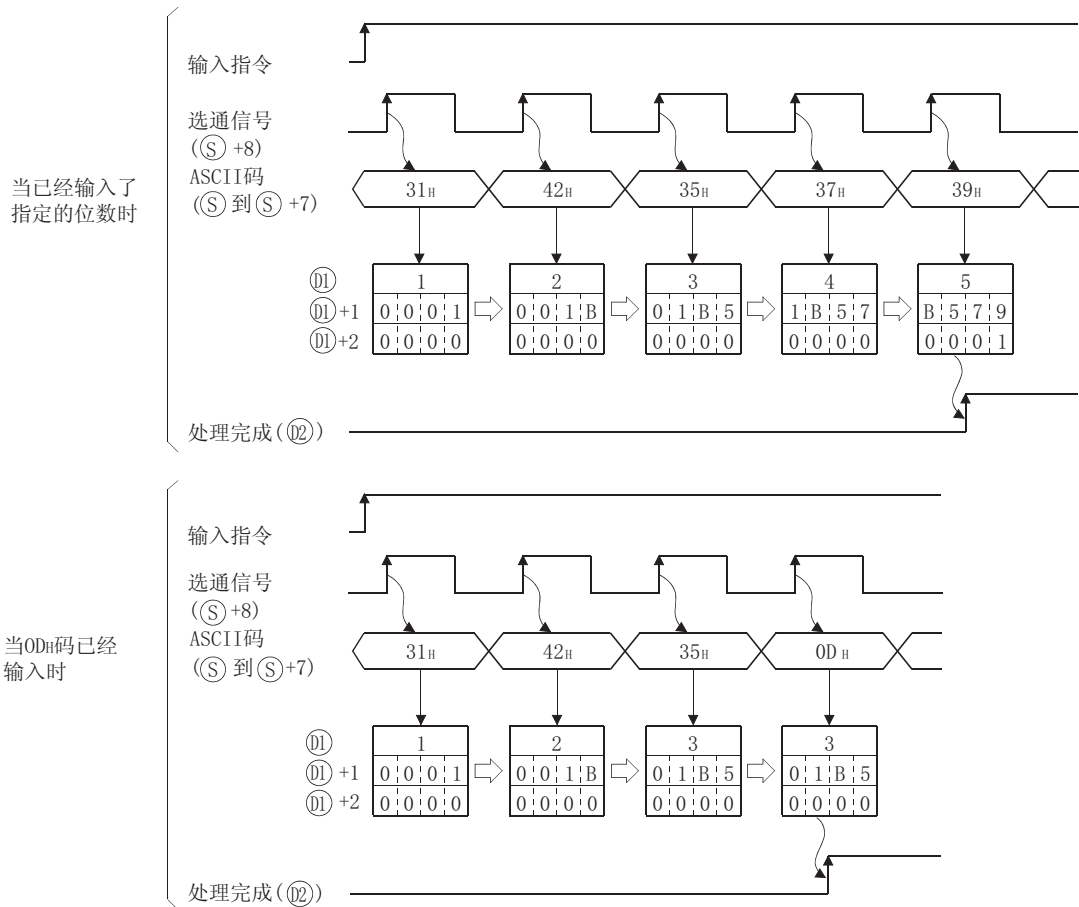 输入指令
选通信号
(Ⓢ +8)
当已经输入了
指定的位数时
ASCII码
(Ⓢ 到 Ⓢ +7)
31H 42H 35H 37H 39H
D1 1 2 3 4 5
D1 +1 0 0 0 1 0 0 1 B 0 1 B 5 1 B 5 7 B 5 7 9
D1 +2 0 0 0 0 0 0 0 0 0 0 0 0 0 0 0 0 0 0 0 1
处理完成(D2)
输入指令
选通信号
(Ⓢ +8)
当0DH码已经
输入时
ASCII码
(Ⓢ 到 Ⓢ +7)
31H 42H 35H 0D H
D1 1 2 3 3
D1 +1 0 0 0 1 0 0 1 B 0 1 B 5 0 1 B 5
D1 +2 0 0 0 0 0 0 0 0 0 0 0 0 0 0 0 0
处理完成(D2)